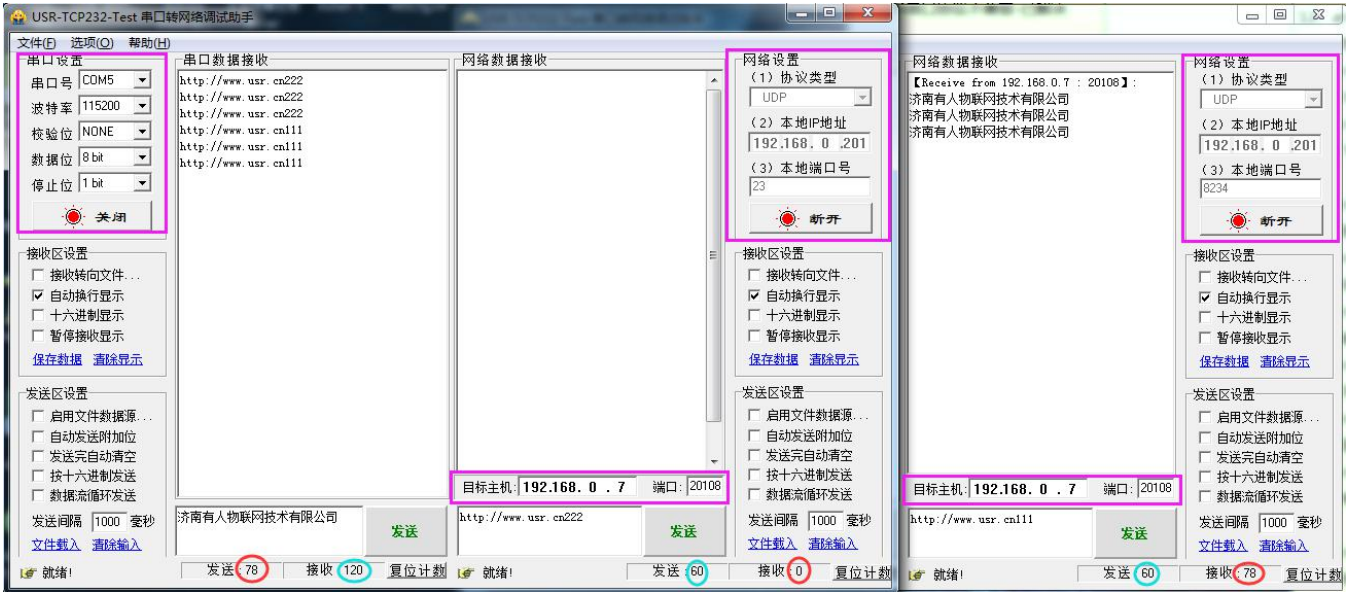 USR-TCP232-Test 串口转网络调试助手
文件(F) 选项(O) 帮助(H)
串口设置
串口号 COM5
波特率 115200
校验位 NONE
数据位 8 bit
停止位 1 bit
关闭
接收区设置
接收转向文件...
自动换行显示
十六进制显示
暂停接收显示
保存数据 清除显示
发送区设置
启用文件数据源...
自动发送附加位
发送完自动清空
按十六进制发送
数据流循环发送
发送间隔 1000 毫秒
文件载入 清除输入
就绪!
串口数据接收
http://www.usr.cn222
http://www.usr.cn222
http://www.usr.cn222
http://www.usr.cn111
http://www.usr.cn111
http://www.usr.cn111
济南有人物联网技术有限公司
发送
发送:78 接收:120 复位计数
网络数据接收
目标主机: 192.168. 0 . 7 端口: 20108
http://www.usr.cn222
发送
就绪!
发送:60 接收:0 复位计数
网络设置
(1) 协议类型
UDP
(2) 本地IP地址
192.168. 0 .201
(3) 本地端口号
23
断开
接收区设置
接收转向文件...
自动换行显示
十六进制显示
暂停接收显示
保存数据 清除显示
发送区设置
启用文件数据源...
自动发送附加位
发送完自动清空
按十六进制发送
数据流循环发送
发送间隔 1000 毫秒
文件载入 清除输入
网络数据接收
【Receive from 192.168.0.7 : 20108】:
济南有人物联网技术有限公司
济南有人物联网技术有限公司
济南有人物联网技术有限公司
目标主机: 192.168. 0 . 7 端口: 20108
http://www.usr.cn111
发送
就绪!
发送:60 接收:78 复位计数
网络设置
(1) 协议类型
UDP
(2) 本地IP地址
192.168. 0 .201
(3) 本地端口号
8234
断开
接收区设置
接收转向文件...
自动换行显示
十六进制显示
暂停接收显示
保存数据 清除显示
发送区设置
启用文件数据源...
自动发送附加位
发送完自动清空
按十六进制发送
数据流循环发送
发送间隔 1000 毫秒
文件载入 清除输入